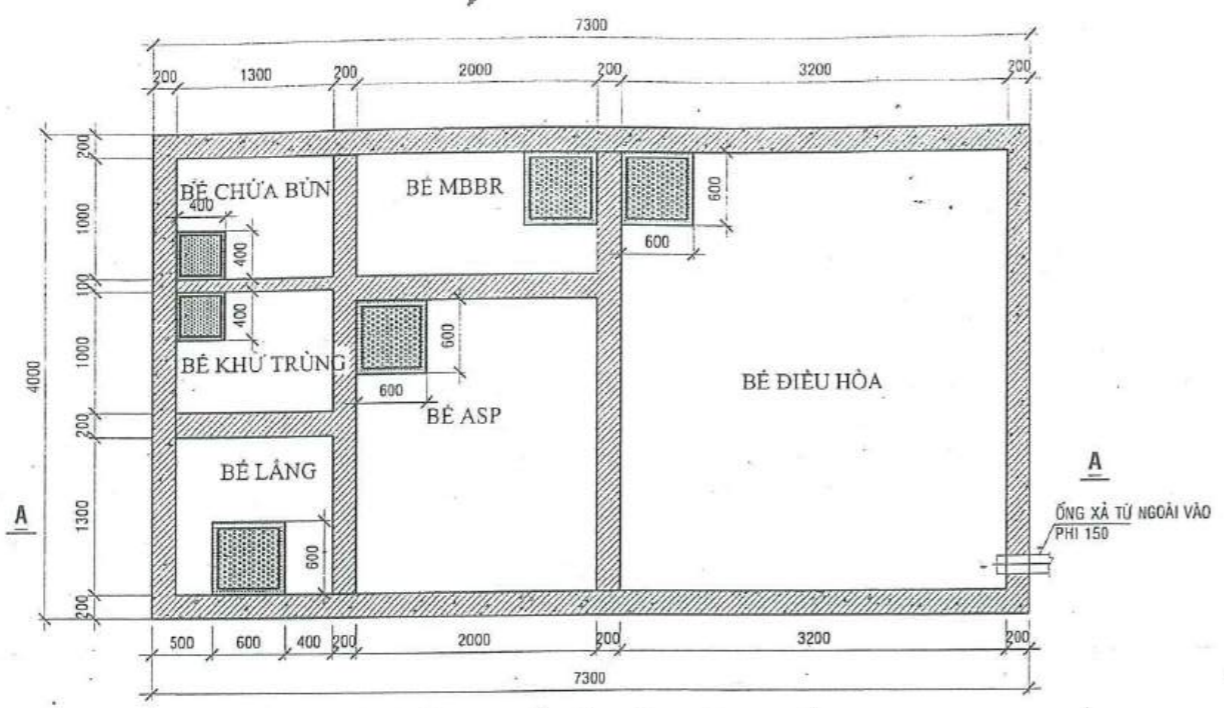 7300
200 1300 200 2000 200 3200 200
200
1000
100
1000
200
1300
200
4000
BỂ CHỨA BÙN
400
400
400
BỂ KHỬ TRÙNG
BỂ LẮNG
600
BỂ MBBR
600
600
BỂ ASP
600
600
BỂ ĐIỀU HÒA
A
A
ỐNG XẢ TỪ NGOÀI VÀO
PHI 150
500 600 400 200 2000 200 3200 200
7300